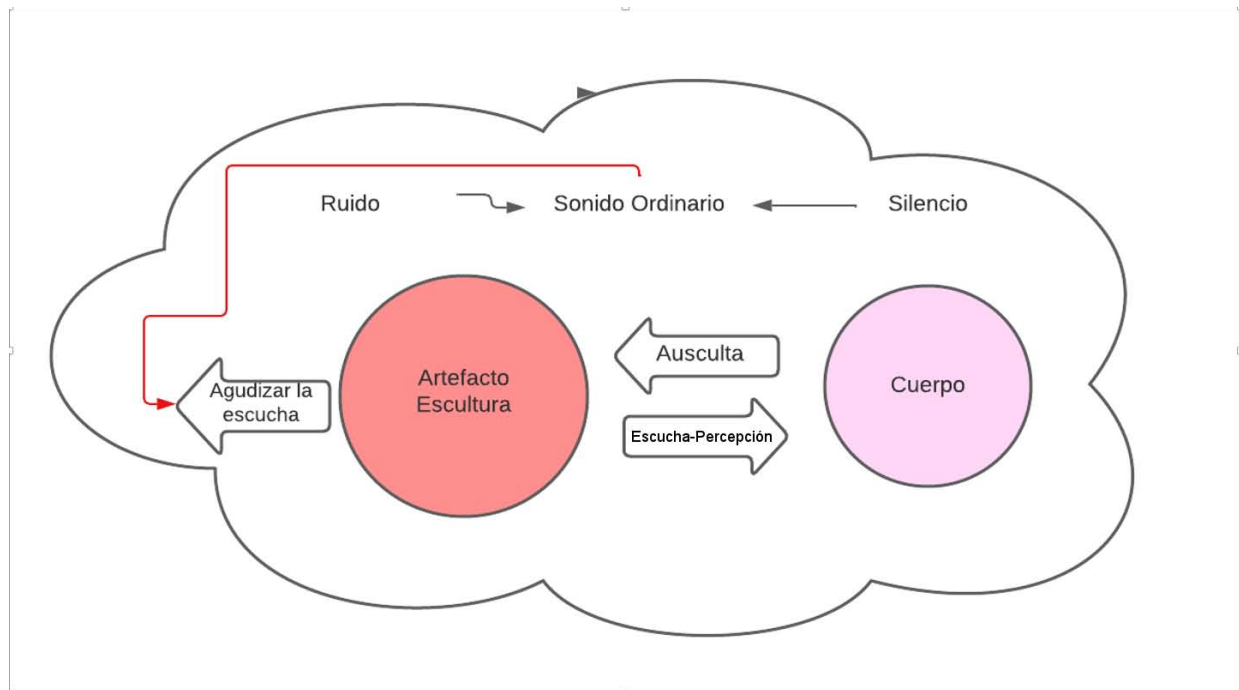 Ruido
Sonido Ordinario
Silencio
Agudizar la
escucha
Artefacto
Escultura
Ausculta
Escucha-Percepción
Cuerpo